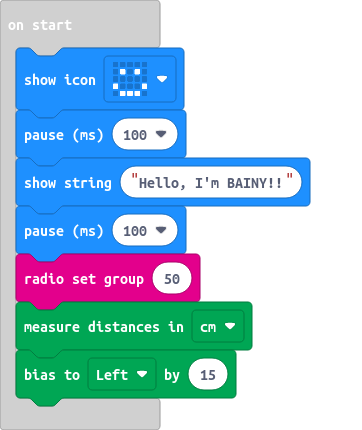 on start
show icon
pause (ms) 100
show string "Hello, I'm BAINY!!"
pause (ms) 100
radio set group 50
measure distances in cm
bias to Left by 15